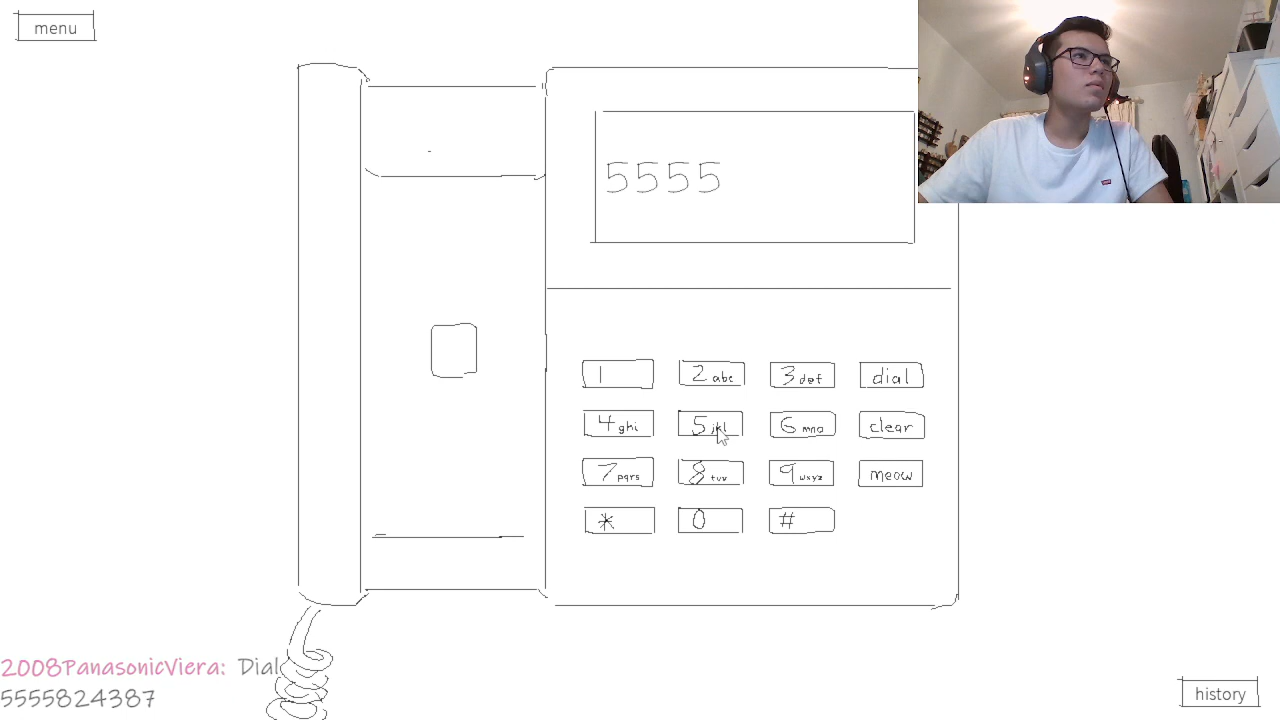 menu
5555
1
2 abc
3 def
dial
4 ghi
5 jkl
6 mno
clear
7 pqrs
8 tuv
9 wxyz
meow
*
0
#
2008PanasonicViera: Dial
5555824387
history